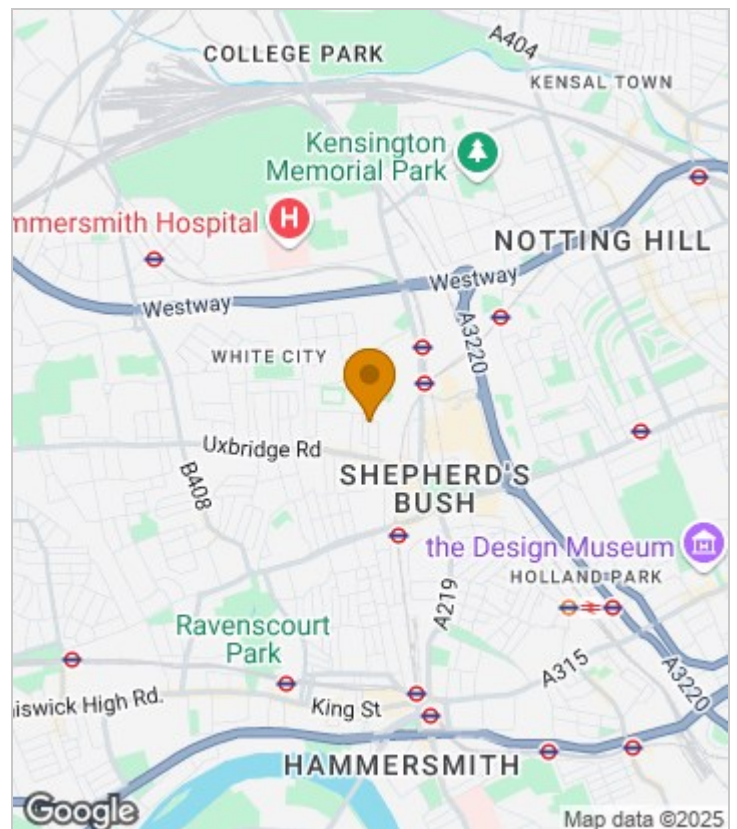 A404
COLLEGE PARK
KENSAL TOWN
Kensington
Memorial Park
mmersmith Hospital
H
NOTTING HILL
Westway
Westway
A3220
WHITE CITY
Uxbridge Rd
SHEPHERD'S
BUSH
B408
the Design Museum
HOLLAND PARK
A219
Ravenscourt
Park
A315
A3220
iswick High Rd.
King St
HAMMERSMITH
Google
Map data ©2025